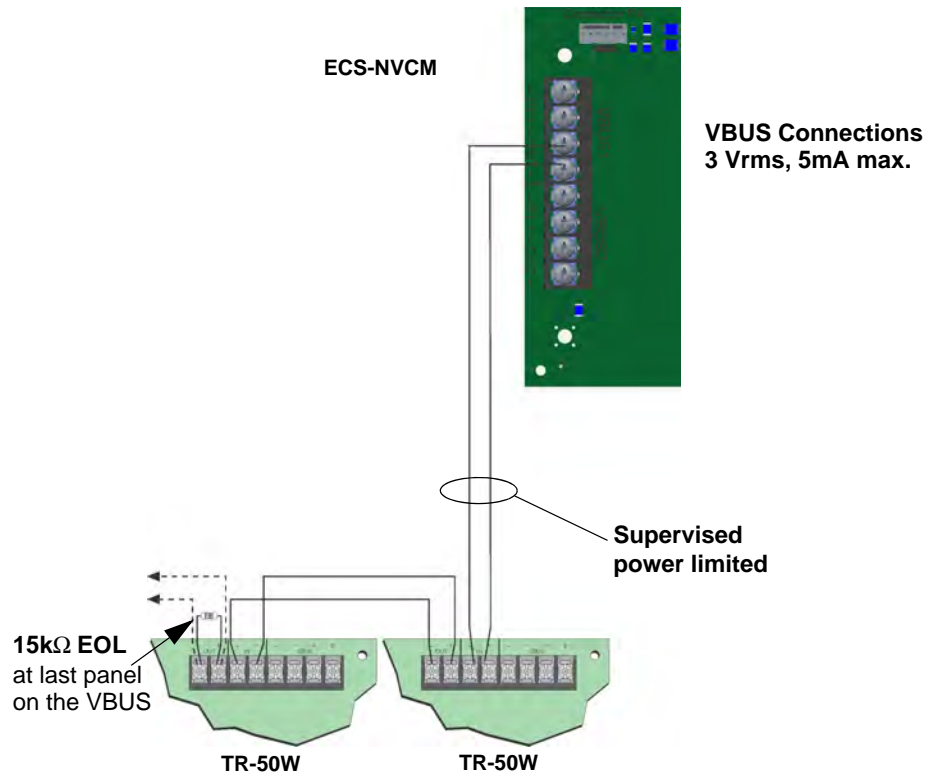 ECS-NVCM
VBUS Connections
3 Vrms, 5mA max.
Supervised
power limited
15kΩ EOL
at last panel
on the VBUS
TR-50W
TR-50W